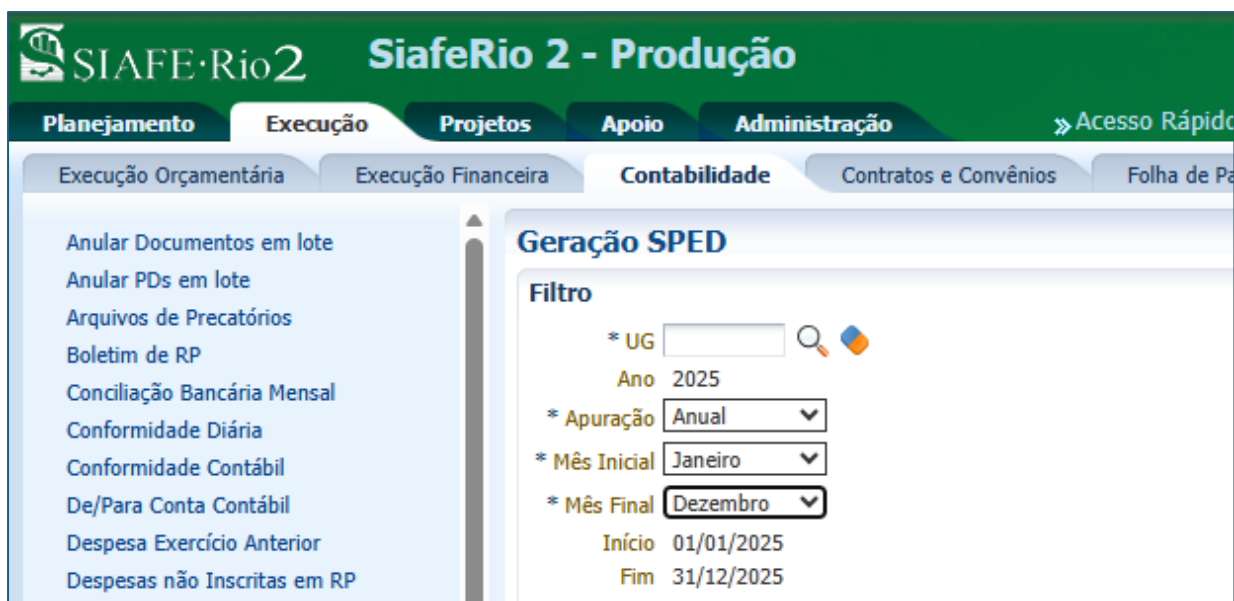 SIAFE·Rio2 SiafeRio 2 - Produção
Planejamento Execução Projetos Apoio Administração Acesso Rápido
Execução Orçamentária Execução Financeira Contabilidade Contratos e Convênios Folha de Pa
Anular Documentos em lote
Anular PDs em lote
Arquivos de Precatórios
Boletim de RP
Conciliação Bancária Mensal
Conformidade Diária
Conformidade Contábil
De/Para Conta Contábil
Despesa Exercício Anterior
Despesas não Inscritas em RP
Geração SPED
Filtro
* UG
Ano 2025
* Apuração Anual
* Mês Inicial Janeiro
* Mês Final Dezembro
Início 01/01/2025
Fim 31/12/2025